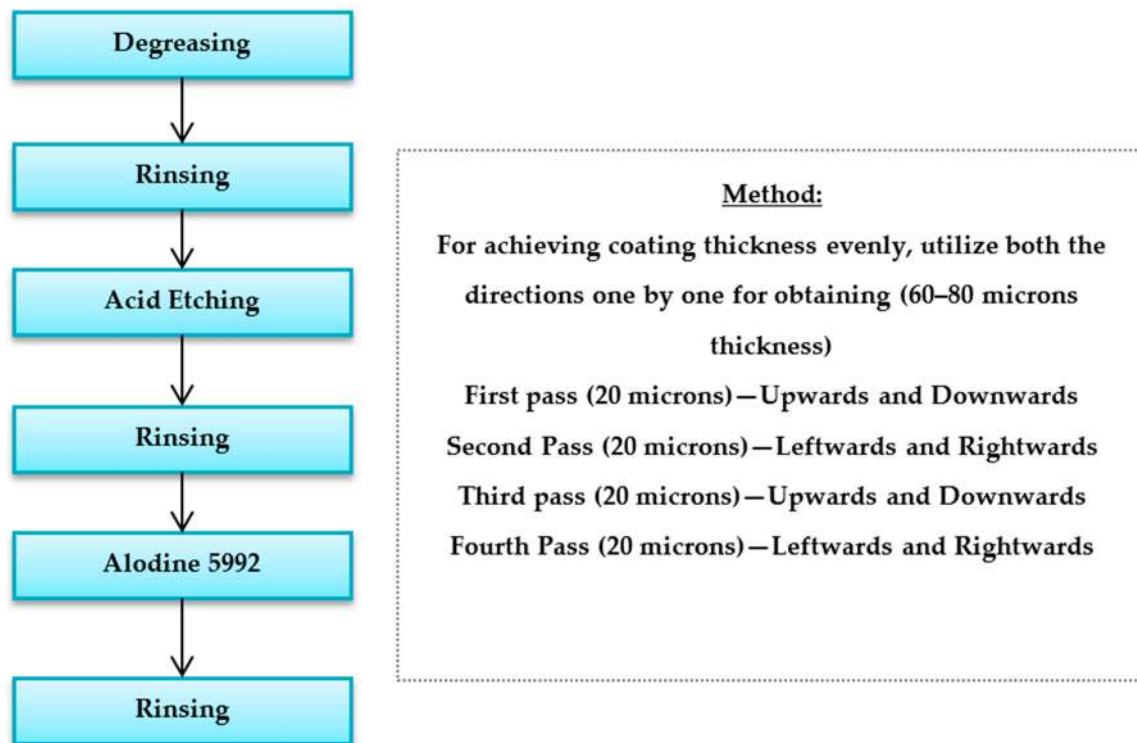 Degreasing
Rinsing
Acid Etching
Rinsing
Alodine 5992
Rinsing
Method:
For achieving coating thickness evenly, utilize both the
directions one by one for obtaining (60–80 microns
thickness)
First pass (20 microns)—Upwards and Downwards
Second Pass (20 microns)—Leftwards and Rightwards
Third pass (20 microns)—Upwards and Downwards
Fourth Pass (20 microns)—Leftwards and Rightwards